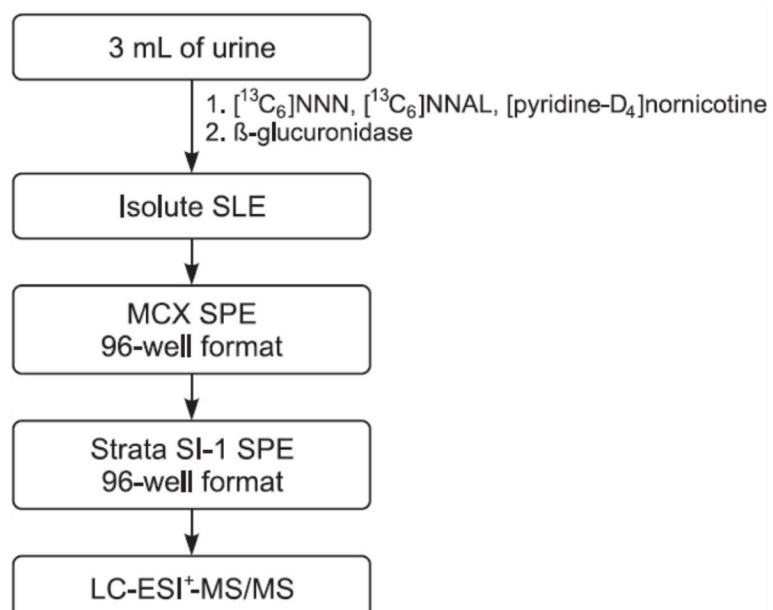 3 mL of urine
1. [¹³C₆]NNN, [¹³C₆]NNAL, [pyridine-D₄]nornicotine
2. ß-glucuronidase
Isolute SLE
MCX SPE
96-well format
Strata SI-1 SPE
96-well format
LC-ESI⁺-MS/MS